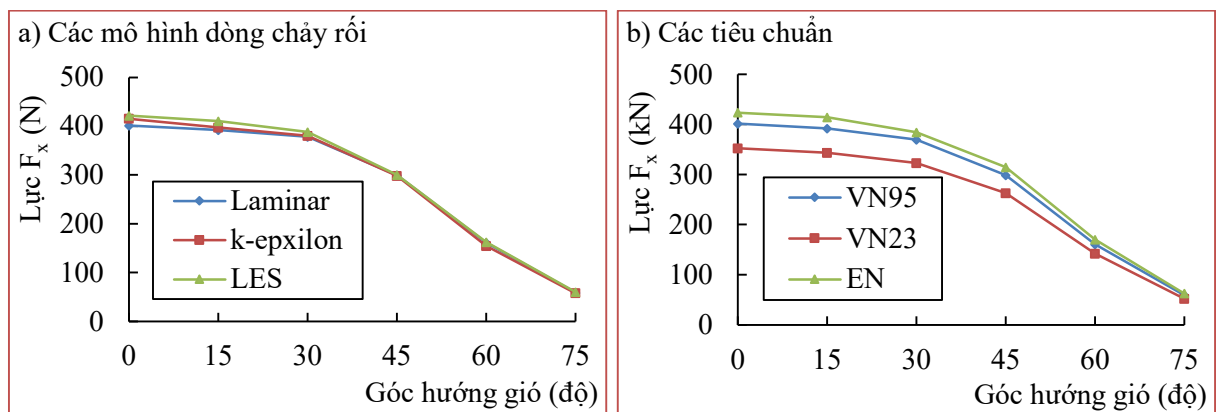 a) Các mô hình dòng chảy rối
Lực Fx (N)
500
400
300
200
100
0
Laminar
k-epxilon
LES
0 15 30 45 60 75
Góc hướng gió (độ)
b) Các tiêu chuẩn
Lực Fx (kN)
500
400
300
200
100
0
VN95
VN23
EN
0 15 30 45 60 75
Góc hướng gió (độ)